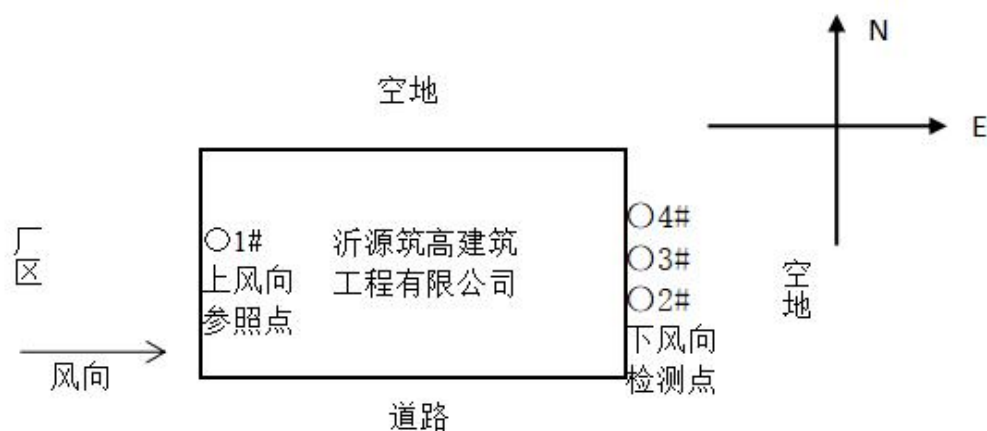 N
空地
E
厂
区
○1#
上风向
参照点
沂源筑高建筑
工程有限公司
○4#
○3#
○2#
下风向
检测点
空
地
风向
道路